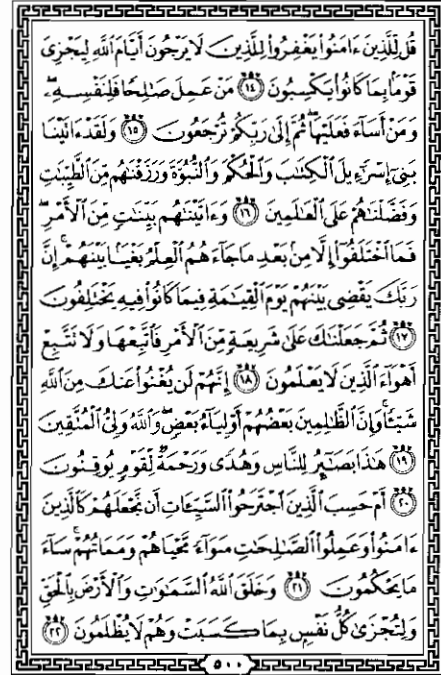 قُل لِّلَّذِينَ ءَامَنُوا۟ يَغْفِرُوا۟ لِلَّذِينَ لَا يَرْجُونَ أَيَّامَ ٱللَّهِ لِيَجْزِىَ
قَوْمًۢا بِمَا كَانُوا۟ يَكْسِبُونَ ١٤ مَنْ عَمِلَ صَٰلِحًا فَلِنَفْسِهِۦ ۖ
وَمَنْ أَسَآءَ فَعَلَيْهَا ۖ ثُمَّ إِلَىٰ رَبِّكُمْ تُرْجَعُونَ ١٥ وَلَقَدْ ءَاتَيْنَا
بَنِىٓ إِسْرَٰٓءِيلَ ٱلْكِتَٰبَ وَٱلْحُكْمَ وَٱلنُّبُوَّةَ وَرَزَقْنَٰهُم مِّنَ ٱلطَّيِّبَٰتِ
وَفَضَّلْنَٰهُمْ عَلَى ٱلْعَٰلَمِينَ ١٦ وَءَاتَيْنَٰهُم بَيِّنَٰتٍ مِّنَ ٱلْأَمْرِ ۖ
فَمَا ٱخْتَلَفُوٓا۟ إِلَّا مِنۢ بَعْدِ مَا جَآءَهُمُ ٱلْعِلْمُ بَغْيًۢا بَيْنَهُمْ ۚ إِنَّ
رَبَّكَ يَقْضِى بَيْنَهُمْ يَوْمَ ٱلْقِيَٰمَةِ فِيمَا كَانُوا۟ فِيهِ يَخْتَلِفُونَ
١٧ ثُمَّ جَعَلْنَٰكَ عَلَىٰ شَرِيعَةٍ مِّنَ ٱلْأَمْرِ فَٱتَّبِعْهَا وَلَا تَتَّبِعْ
أَهْوَآءَ ٱلَّذِينَ لَا يَعْلَمُونَ ١٨ إِنَّهُمْ لَن يُغْنُوا۟ عَنكَ مِنَ ٱللَّهِ
شَيْـًٔا ۚ وَإِنَّ ٱلظَّٰلِمِينَ بَعْضُهُمْ أَوْلِيَآءُ بَعْضٍ ۖ وَٱللَّهُ وَلِىُّ ٱلْمُتَّقِينَ
١٩ هَٰذَا بَصَٰٓئِرُ لِلنَّاسِ وَهُدًى وَرَحْمَةٌ لِّقَوْمٍ يُوقِنُونَ
٢٠ أَمْ حَسِبَ ٱلَّذِينَ ٱجْتَرَحُوا۟ ٱلسَّيِّـَٔاتِ أَن نَّجْعَلَهُمْ كَٱلَّذِينَ
ءَامَنُوا۟ وَعَمِلُوا۟ ٱلصَّٰلِحَٰتِ سَوَآءً مَّحْيَاهُمْ وَمَمَاتُهُمْ ۚ سَآءَ
مَا يَحْكُمُونَ ٢١ وَخَلَقَ ٱللَّهُ ٱلسَّمَٰوَٰتِ وَٱلْأَرْضَ بِٱلْحَقِّ
وَلِتُجْزَىٰ كُلُّ نَفْسٍۭ بِمَا كَسَبَتْ وَهُمْ لَا يُظْلَمُونَ ٢٢
٥٠٠